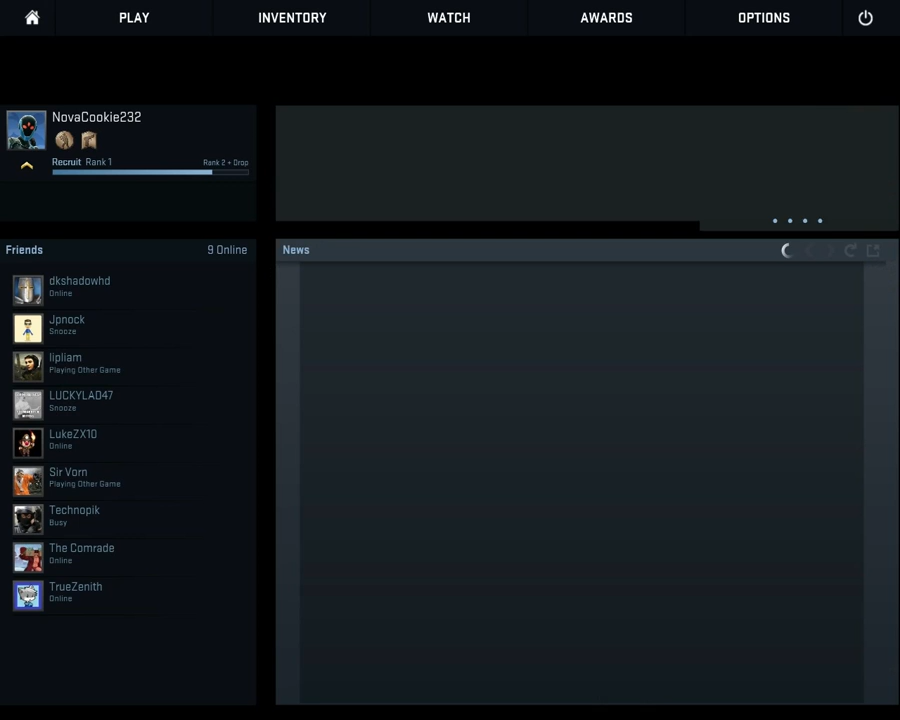 PLAY
INVENTORY
WATCH
AWARDS
OPTIONS
NovaCookie232
Recruit Rank 1
Rank 2 + Drop
Friends
9 Online
News
dkshadowhd
Online
Jpnock
Snooze
lipliam
Playing Other Game
LUCKYLAD47
Snooze
LukeZX10
Online
Sir Vorn
Playing Other Game
Technopik
Busy
The Comrade
Online
TrueZenith
Online